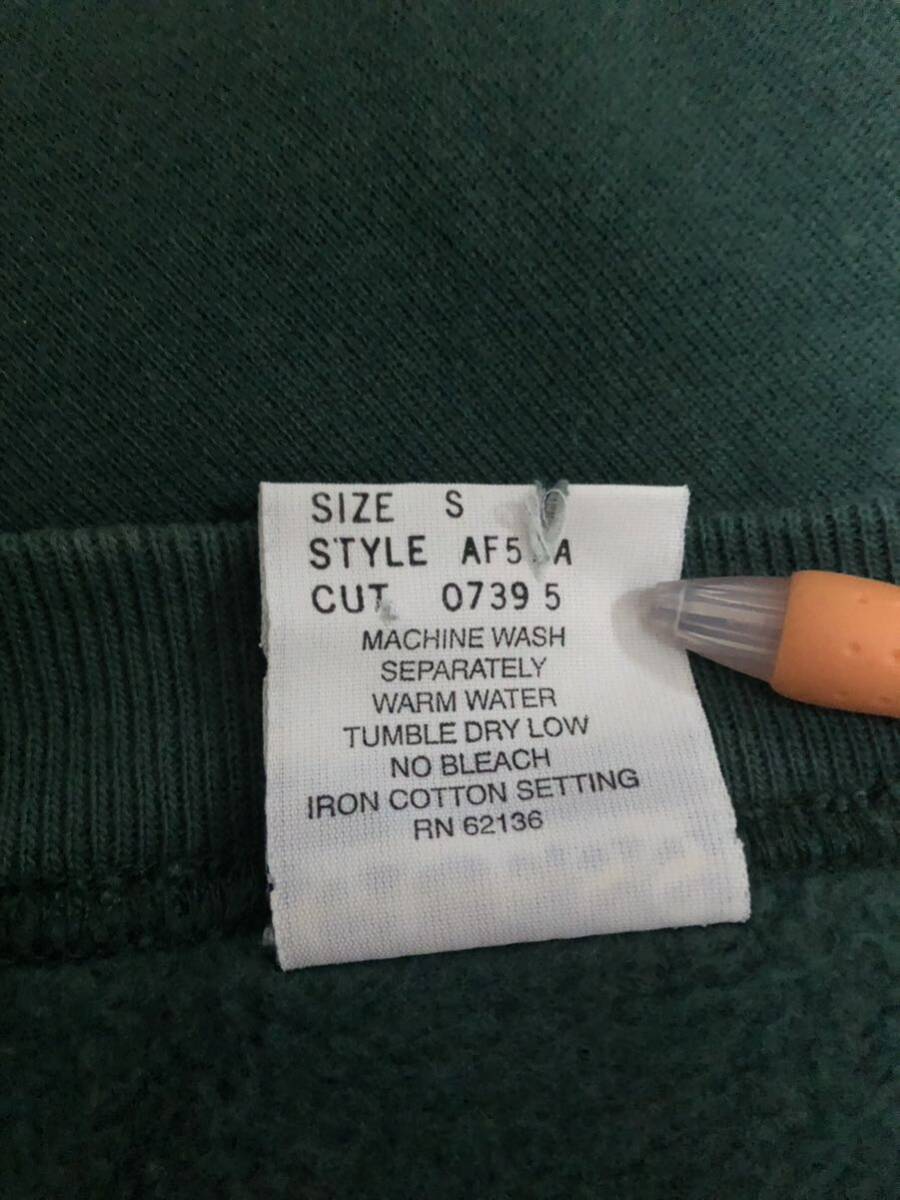 SIZE S
STYLE
CUT 0739 5
MACHINE WASH
SEPARATELY
WARM WATER
TUMBLE DRY LOW
NO BLEACH
IRON COTTON SETTING
RN 62136